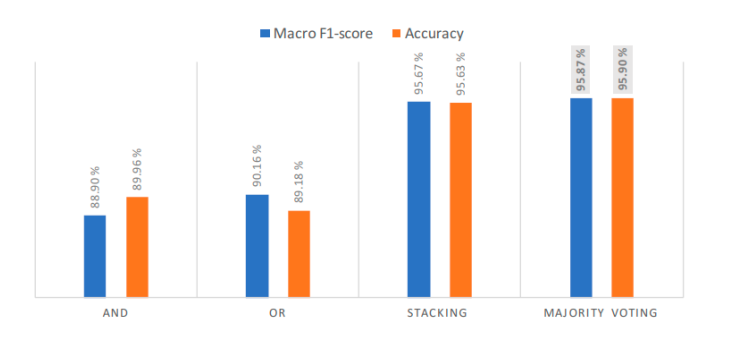 Macro F1-score Accuracy
88.90 % 89.96 % 90.16 % 89.18 % 95.67 % 95.63 % 95.87 % 95.90 %
AND OR STACKING MAJORITY VOTING